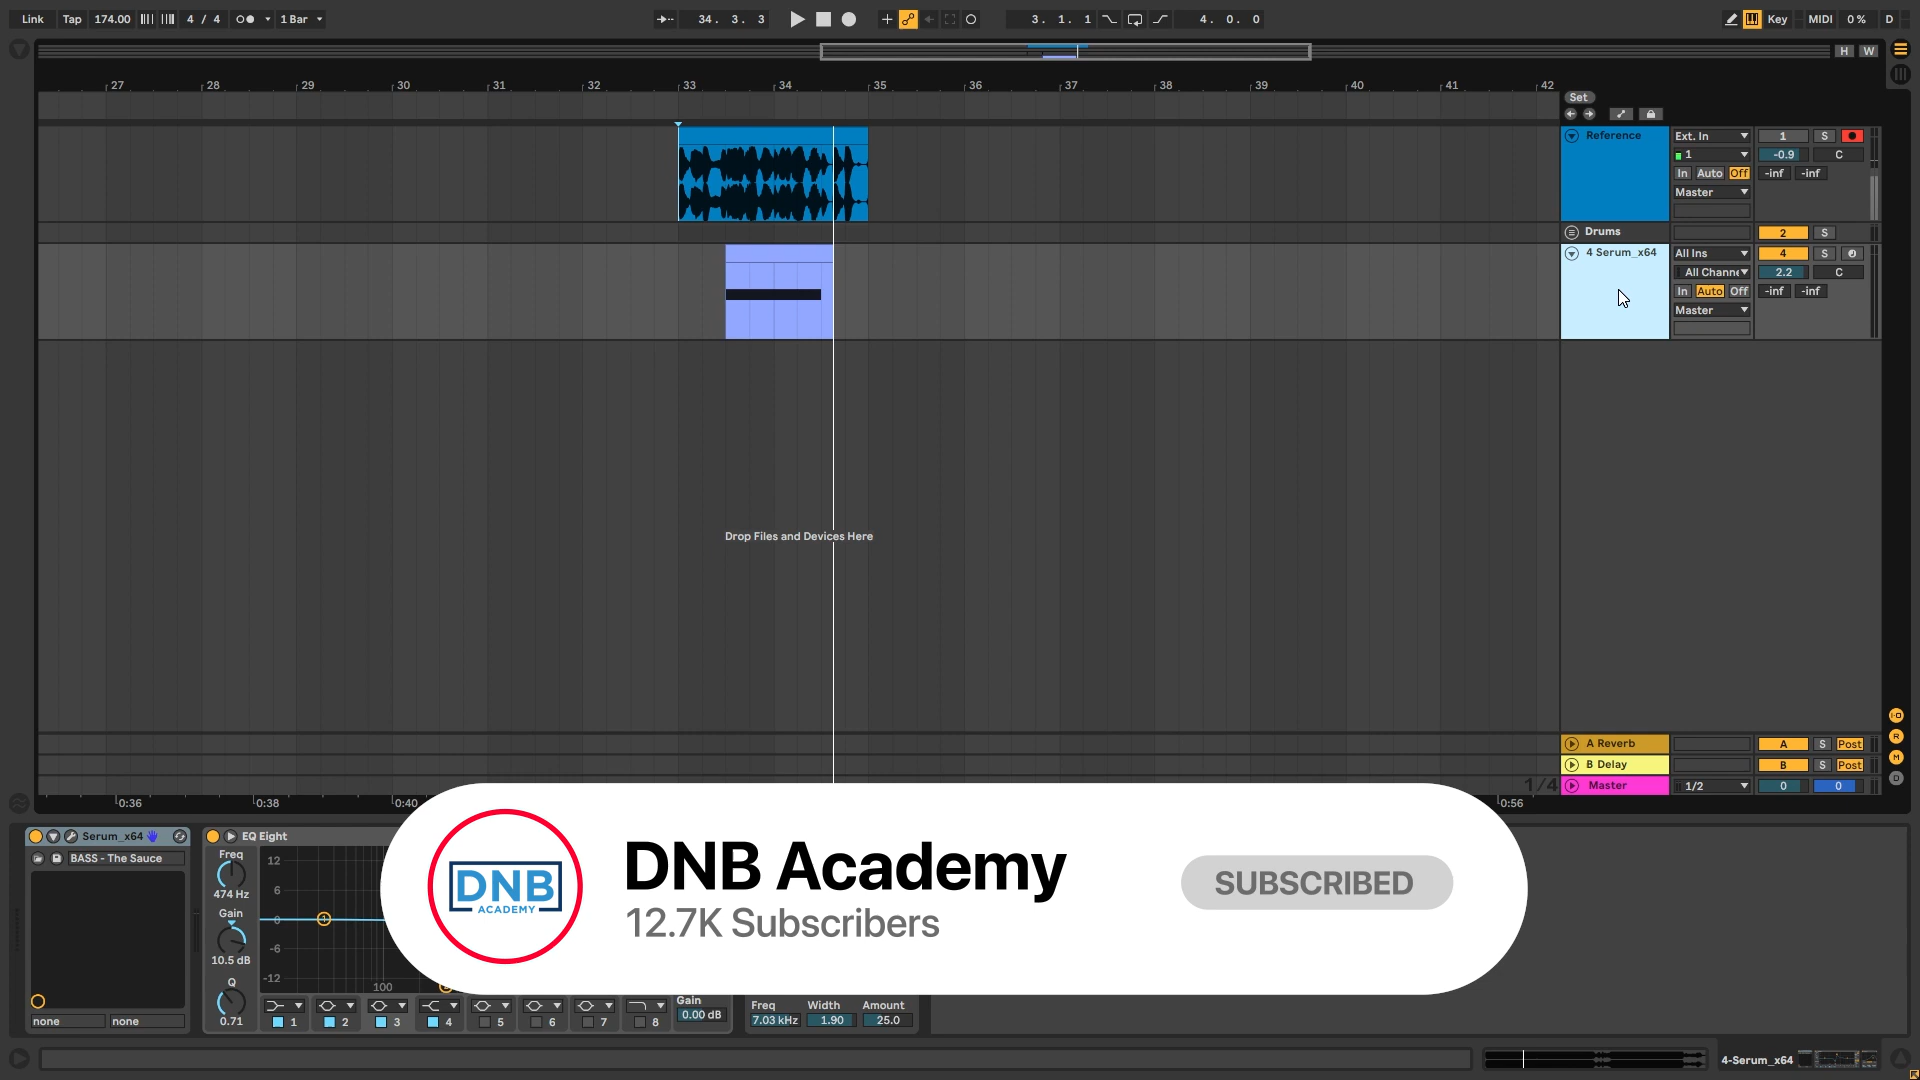 Link Tap 174.00 4 / 4 1 Bar 34. 3. 3 3. 1. 1 4. 0. 0 Key MIDI 0 % D
H W
27 28 29 30 31 32 33 34 35 36 37 38 39 40 41 42
Set
Reference Ext. In 1 S
1 -0.9 C
In Auto Off -inf -inf
Master
Drums 2 S
4 Serum_x64 All Ins 4 S
All Channe 2.2 C
In Auto Off -inf -inf
Master
Drop Files and Devices Here
A Reverb A S Post
B Delay B S Post
1/4 Master 1/2 0 0
0:36 0:38 0:40 0:56
Serum_x64 EQ Eight
BASS - The Sauce
Freq
474 Hz
Gain
10.5 dB
Q
0.71
12
6
0
-6
-12
100
none none
1 2 3 4 5 6 7 8
Gain
0.00 dB
Freq Width Amount
7.03 kHz 1.90 25.0
DNB
ACADEMY
DNB Academy
12.7K Subscribers
SUBSCRIBED
4-Serum_x64